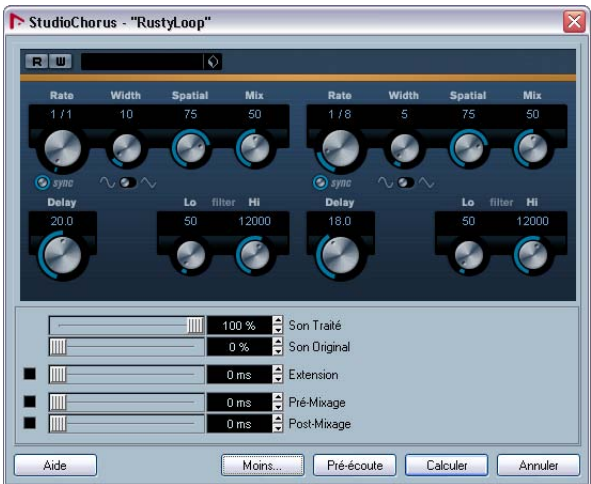 StudioChorus - "RustyLoop"
R W
Rate Width Spatial Mix Rate Width Spatial Mix
1 / 1 10 75 50 1 / 8 5 75 50
sync sync
Delay Lo filter Hi Delay Lo filter Hi
20.0 50 12000 18.0 50 12000
100 % Son Traité
0 % Son Original
0 ms Extension
0 ms Pré-Mixage
0 ms Post-Mixage
Aide Moins... Pré-écoute Calculer Annuler